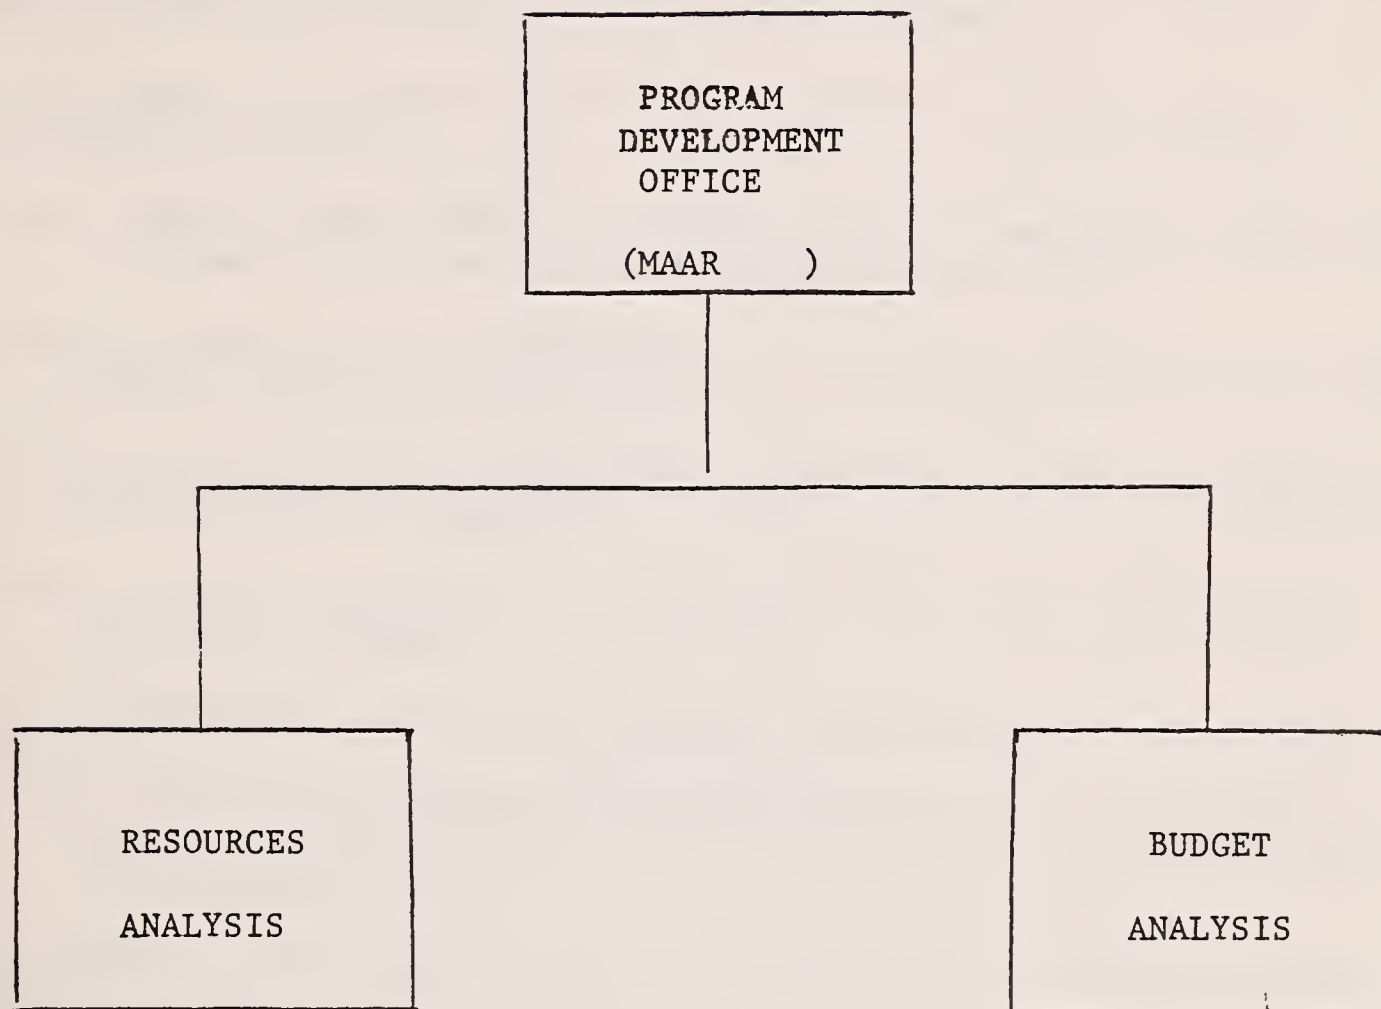 PROGRAM
DEVELOPMENT
OFFICE
(MAAR      )
RESOURCES
ANALYSIS
BUDGET
ANALYSIS